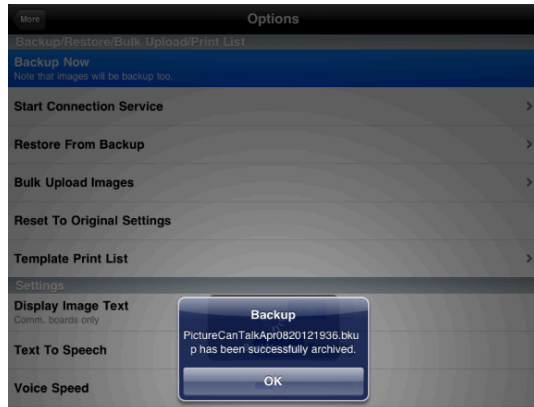 More
Options
Backup/Restore/Bulk Upload/Print List
Backup Now
Note that images will be backup too.
Start Connection Service
Restore From Backup
Bulk Upload Images
Reset To Original Settings
Template Print List
Settings
Display Image Text
Comm. boards only
Text To Speech
Voice Speed
Backup
PictureCanTalkApr0820121936.bku
p has been successfully archived.
OK